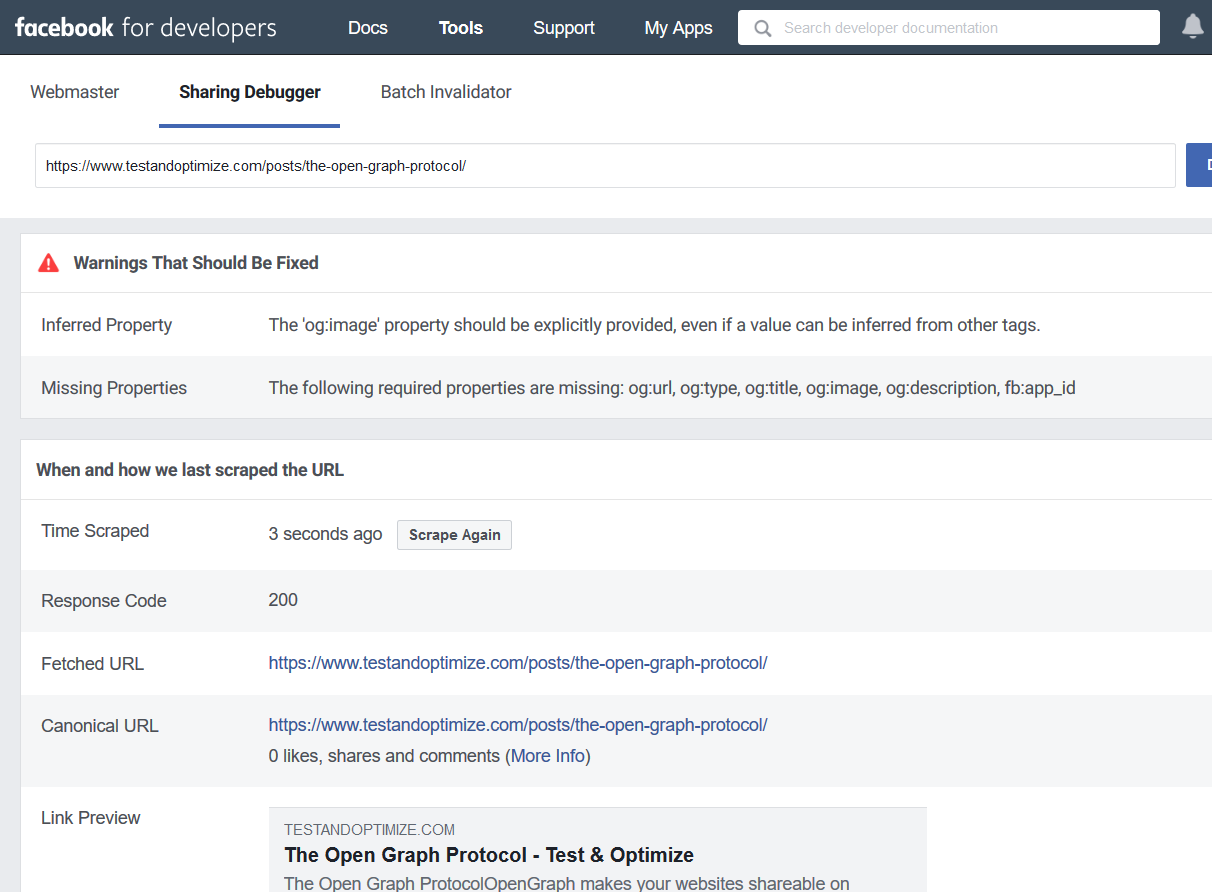 facebook for developers Docs Tools Support My Apps Search developer documentation
Webmaster Sharing Debugger Batch Invalidator
https://www.testandoptimize.com/posts/the-open-graph-protocol/
Warnings That Should Be Fixed
Inferred Property The 'og:image' property should be explicitly provided, even if a value can be inferred from other tags.
Missing Properties The following required properties are missing: og:url, og:type, og:title, og:image, og:description, fb:app_id
When and how we last scraped the URL
Time Scraped 3 seconds ago Scrape Again
Response Code 200
Fetched URL https://www.testandoptimize.com/posts/the-open-graph-protocol/
Canonical URL https://www.testandoptimize.com/posts/the-open-graph-protocol/
0 likes, shares and comments (More Info)
Link Preview
TESTANDOPTIMIZE.COM
The Open Graph Protocol - Test & Optimize
The Open Graph ProtocolOpenGraph makes your websites shareable on